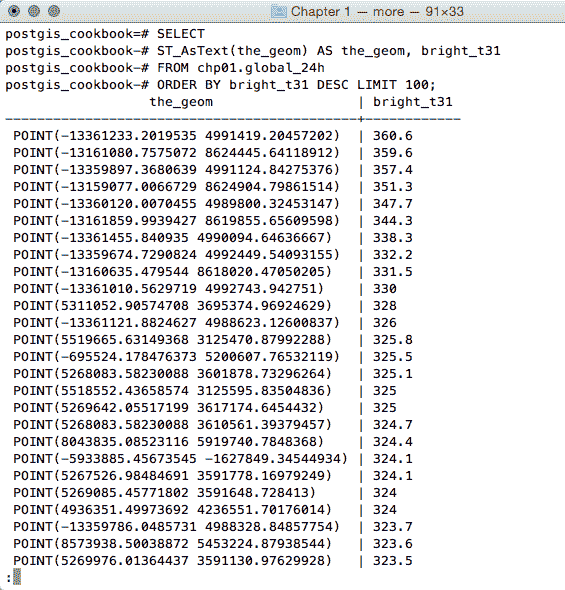 Chapter 1 — more — 91×33
postgis_cookbook=# SELECT
postgis_cookbook-# ST_AsText(the_geom) AS the_geom, bright_t31
postgis_cookbook-# FROM chp01.global_24h
postgis_cookbook-# ORDER BY bright_t31 DESC LIMIT 100;
the_geom | bright_t31
POINT(-13361233.2019535 4991419.20457202) | 360.6
POINT(-13161080.7575072 8624445.64118912) | 359.6
POINT(-13359897.3680639 4991124.84275376) | 357.4
POINT(-13159077.0066729 8624904.79861514) | 351.3
POINT(-13360120.0070455 4989800.32453147) | 347.7
POINT(-13161859.9939427 8619855.65609598) | 344.3
POINT(-13361455.840935 4990094.64636667) | 338.3
POINT(-13359674.7290824 4992449.54093155) | 332.2
POINT(-13160635.479544 8618020.47050205) | 331.5
POINT(-13361010.5629719 4992743.942751) | 330
POINT(5311052.90574708 3695374.96924629) | 328
POINT(-13361121.8824627 4988623.12600837) | 326
POINT(5519665.63149368 3125470.87992288) | 325.8
POINT(-695524.178476373 5200607.76532119) | 325.5
POINT(5268083.58230088 3601878.73296264) | 325.1
POINT(5518552.43658574 3125595.83504836) | 325
POINT(5269642.05517199 3617174.6454432) | 325
POINT(5268083.58230088 3610561.39379457) | 324.7
POINT(8043835.08523116 5919740.7848368) | 324.4
POINT(-5933885.45673545 -1627849.34544934) | 324.1
POINT(5267526.98484691 3591778.16979249) | 324.1
POINT(5269085.45771802 3591648.728413) | 324
POINT(4936351.49973692 4236551.70176014) | 324
POINT(-13359786.0485731 4988328.84857754) | 323.7
POINT(8573938.50038872 5453224.87938544) | 323.6
POINT(5269976.01364437 3591130.97629928) | 323.5
: